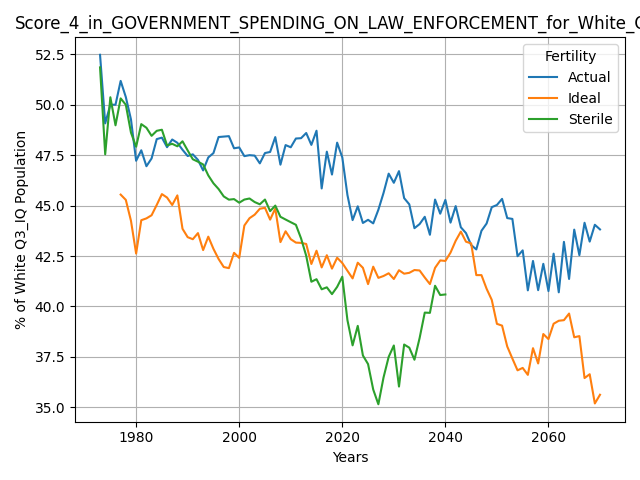 Score_4_in_GOVERNMENT_SPENDING_ON_LAW_ENFORCEMENT_for_White_
Fertility
Actual
Ideal
Sterile
% of White Q3_IQ Population
52.5
50.0
47.5
45.0
42.5
40.0
37.5
35.0
1980
2000
2020
2040
2060
Years